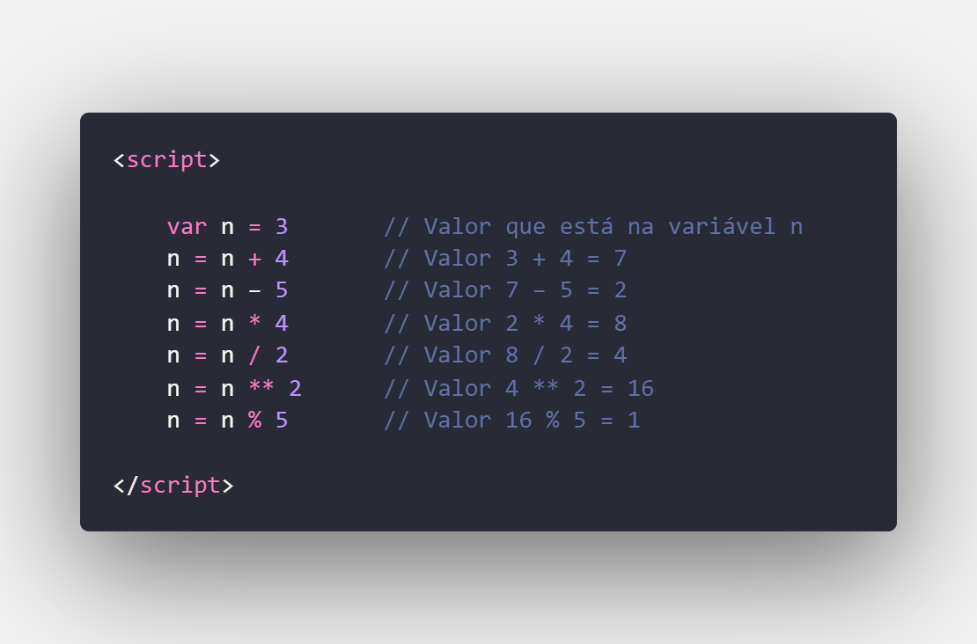 <script>
var n = 3 // Valor que está na variável n
n = n + 4 // Valor 3 + 4 = 7
n = n – 5 // Valor 7 – 5 = 2
n = n * 4 // Valor 2 * 4 = 8
n = n / 2 // Valor 8 / 2 = 4
n = n ** 2 // Valor 4 ** 2 = 16
n = n % 5 // Valor 16 % 5 = 1
</script>